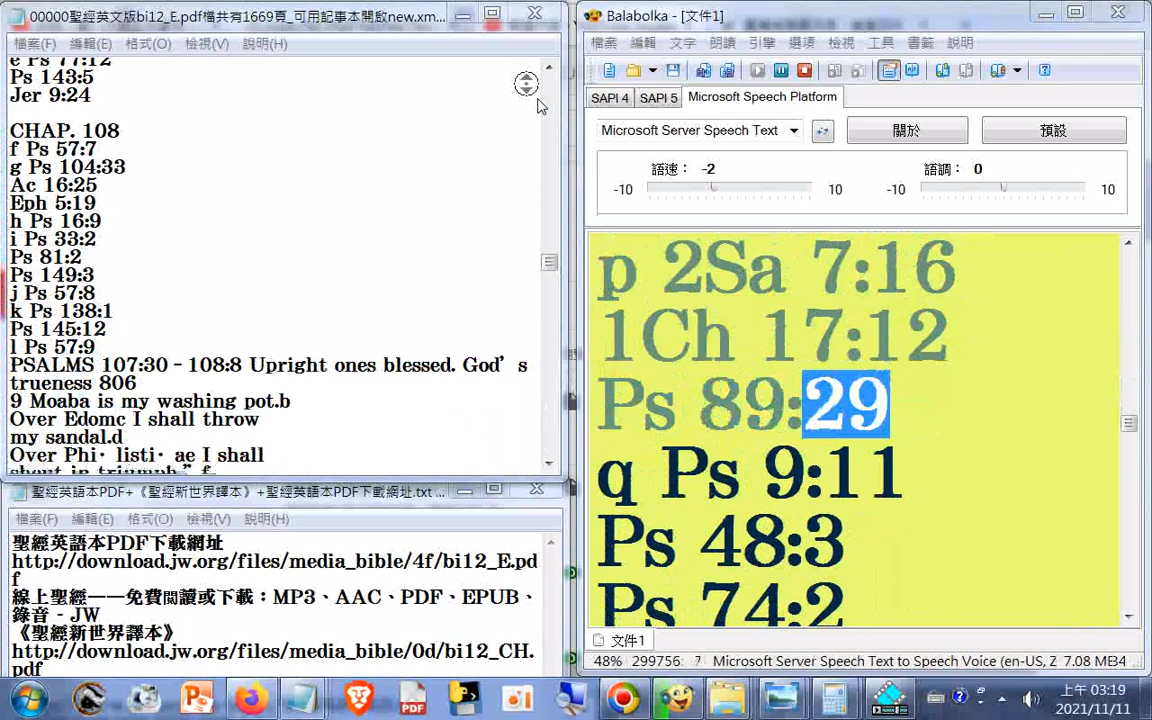 00000聖經英文版bi12_E.pdf檔共有1669頁_可用記事本開啟new.xm...
檔案(F) 編輯(E) 格式(O) 檢視(V) 說明(H)
e Ps 77:12
Ps 143:5
Jer 9:24
CHAP. 108
f Ps 57:7
g Ps 104:33
Ac 16:25
Eph 5:19
h Ps 16:9
i Ps 33:2
Ps 81:2
Ps 149:3
j Ps 57:8
k Ps 138:1
Ps 145:12
l Ps 57:9
PSALMS 107:30–108:8 Upright ones blessed. God’s
trueness 806
9 Moaba is my washing pot.b
Over Edomc I shall throw
my sandal.d
Over Phi·listi·ae I shall
shout in triumph.”f
聖經英語本PDF+《聖經新世界譯本》+聖經英語本PDF下載網址.txt ...
檔案(F) 編輯(E) 格式(O) 檢視(V) 說明(H)
聖經英語本PDF下載網址
http://download.jw.org/files/media_bible/4f/bi12_E.pd
f
線上聖經——免費閱讀或下載：MP3、AAC、PDF、EPUB、
錄音 - JW
《聖經新世界譯本》
http://download.jw.org/files/media_bible/0d/bi12_CH.
pdf
Balabolka - [文件1]
檔案 編輯 文字 朗讀 引擎 選項 檢視 工具 書籤 說明
SAPI 4 SAPI 5 Microsoft Speech Platform
Microsoft Server Speech Text 關於 預設
語速： -2 語調： 0
-10 10 -10 10
p 2Sa 7:16
1Ch 17:12
Ps 89:29
q Ps 9:11
Ps 48:3
Ps 74:2
文件1
48% 299756: ? Microsoft Server Speech Text to Speech Voice (en-US, Z 7.08 MB34
上午 03:19
2021/11/11